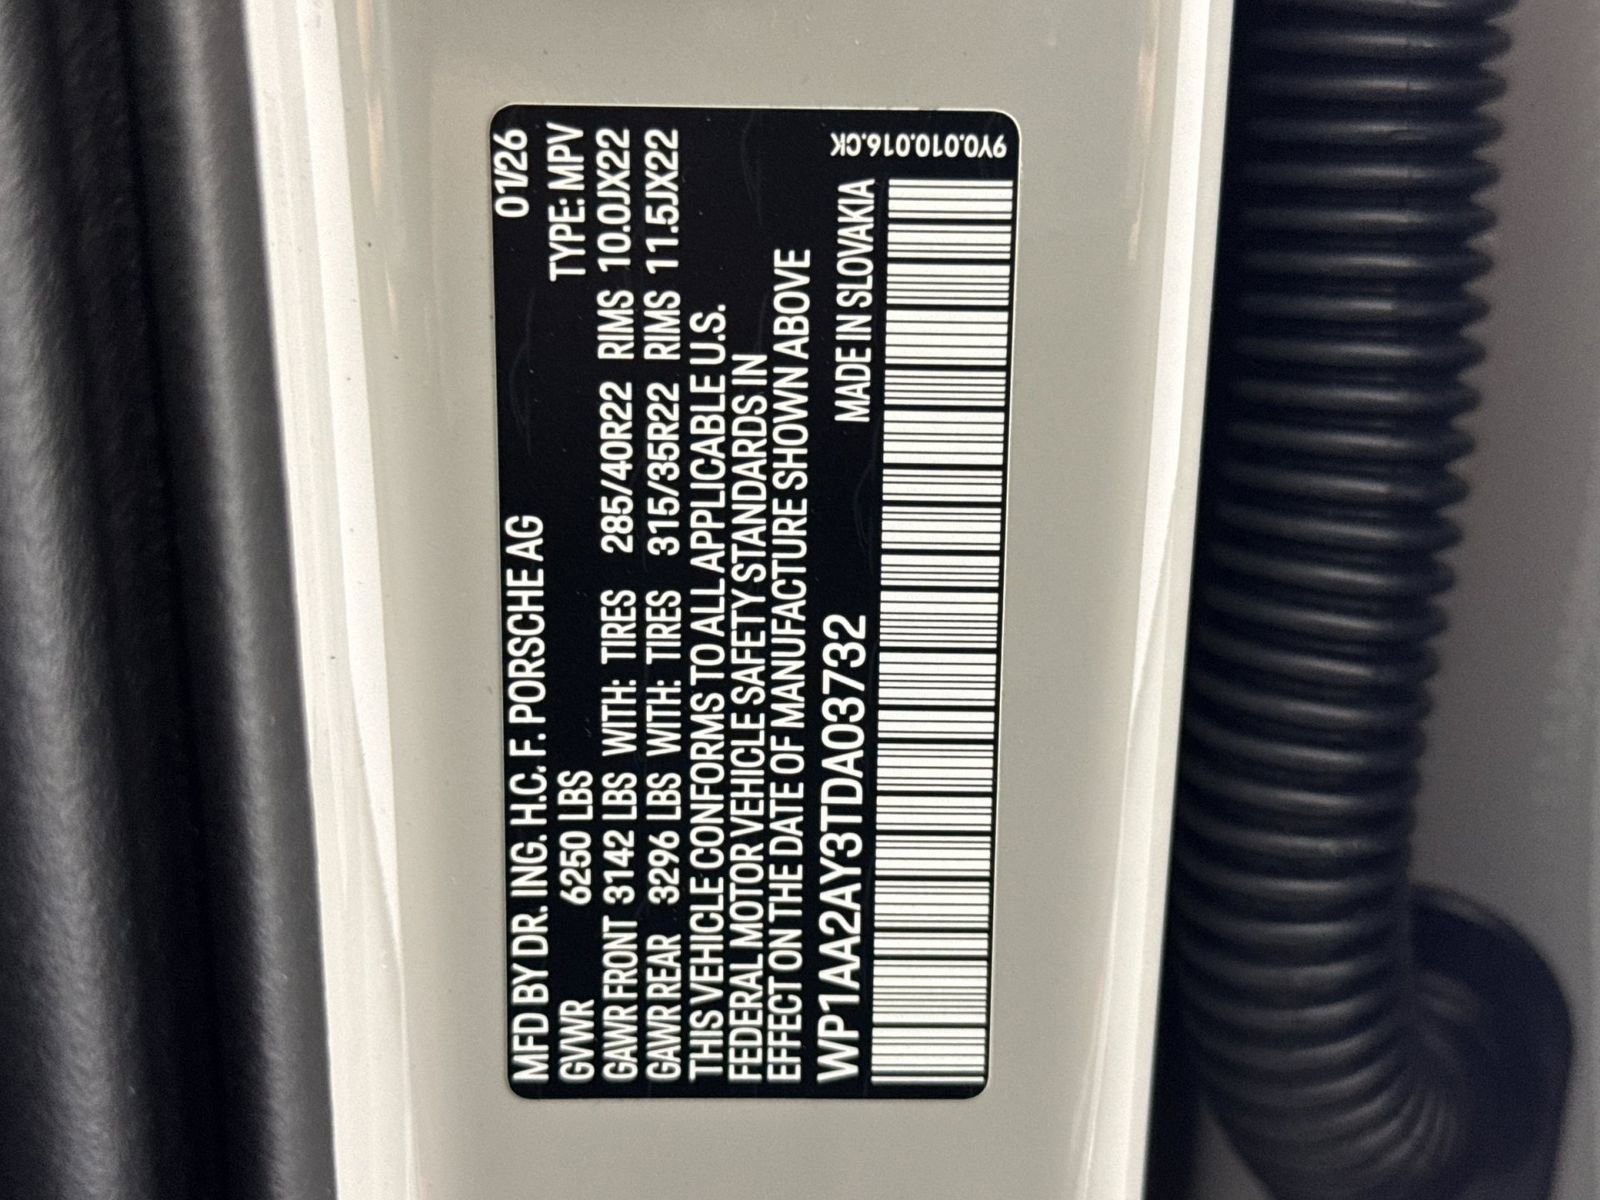 MFD BY DR. ING. H.C. F. PORSCHE AG 01/26
GVWR 6250 LBS TYPE: MPV
GAWR FRONT 3142 LBS WITH: TIRES 285/40R22 RIMS 10.0JX22
GAWR REAR 3296 LBS WITH: TIRES 315/35R22 RIMS 11.5JX22
THIS VEHICLE CONFORMS TO ALL APPLICABLE U.S.
FEDERAL MOTOR VEHICLE SAFETY STANDARDS IN
EFFECT ON THE DATE OF MANUFACTURE SHOWN ABOVE
WP1AA2AY3TDA03732 MADE IN SLOVAKIA
9Y0.010.016.CK